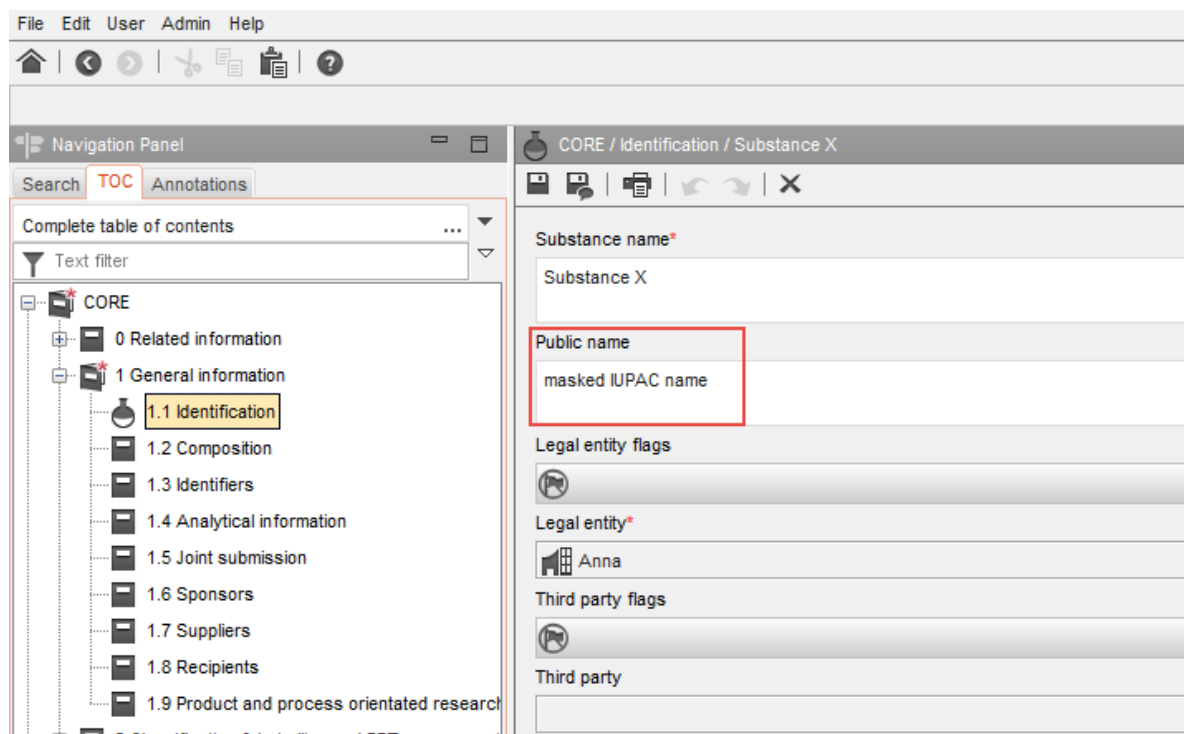 File Edit User Admin Help
Navigation Panel
CORE / Identification / Substance X
Search TOC Annotations
Complete table of contents ...
Text filter
CORE
0 Related information
1 General information
1.1 Identification
1.2 Composition
1.3 Identifiers
1.4 Analytical information
1.5 Joint submission
1.6 Sponsors
1.7 Suppliers
1.8 Recipients
1.9 Product and process orientated research
Substance name*
Substance X
Public name
masked IUPAC name
Legal entity flags
Legal entity*
Anna
Third party flags
Third party